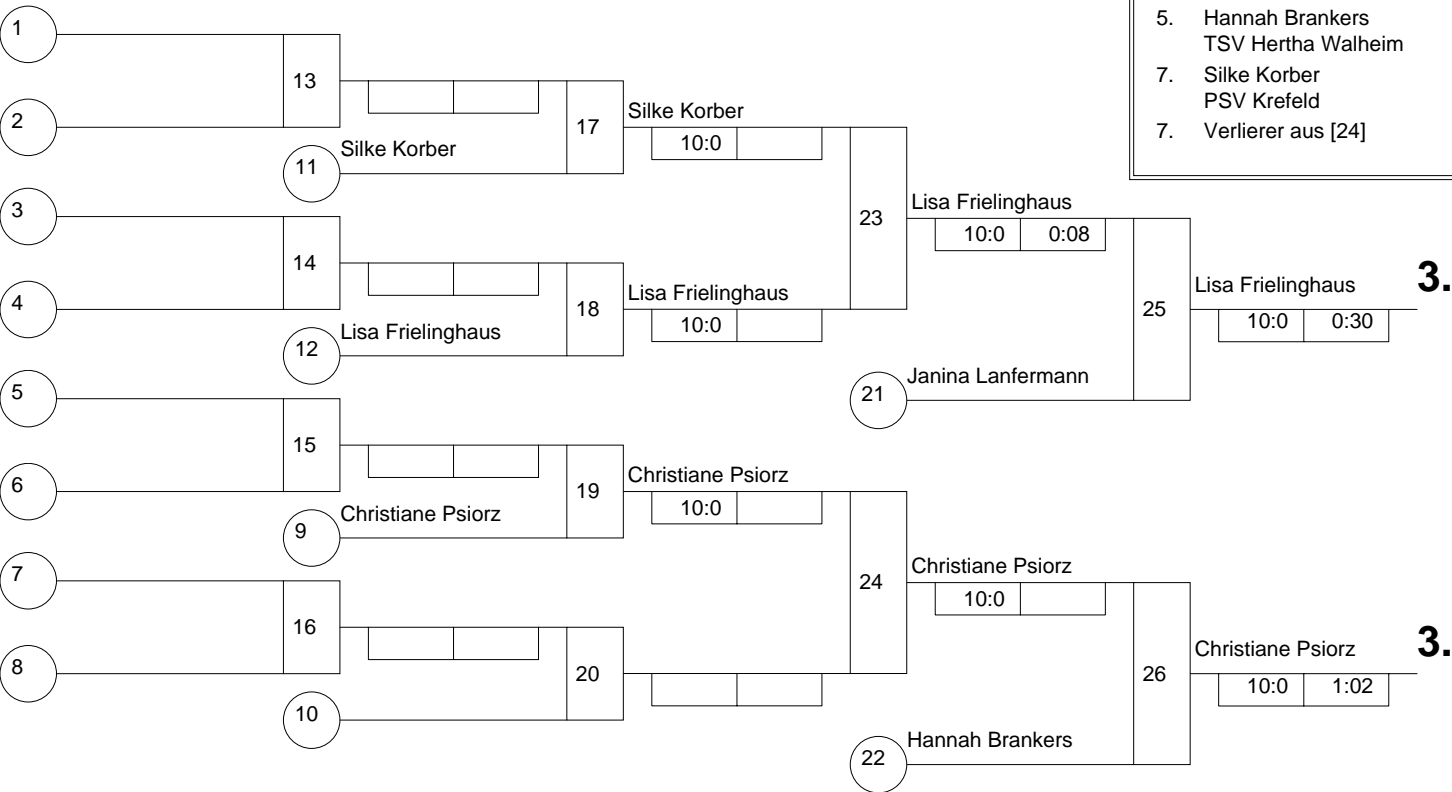 5. Hannah Brankers
TSV Hertha Walheim
7. Silke Korber
PSV Krefeld
7. Verlierer aus [24]
1
13
2
17
Silke Korber
10:0
11
Silke Korber
3
23
Lisa Frielinghaus
10:0 0:08
14
4
18
Lisa Frielinghaus
10:0
12
Lisa Frielinghaus
25
Lisa Frielinghaus
3.
10:0 0:30
5
21
Janina Lanfermann
15
6
19
Christiane Psiorz
10:0
9
Christiane Psiorz
7
24
Christiane Psiorz
10:0
16
8
20
10
26
Christiane Psiorz
3.
10:0 1:02
22
Hannah Brankers